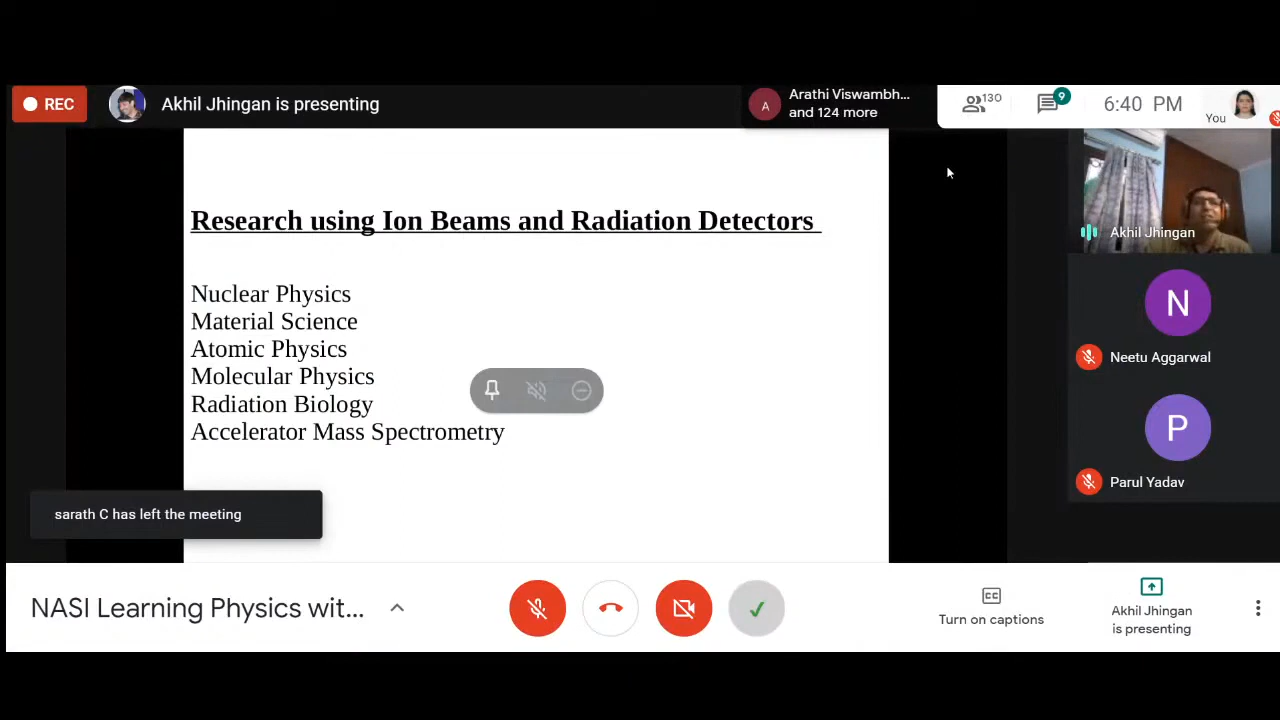 REC
Akhil Jhingan is presenting
A
Arathi Viswambh...
and 124 more
130
9
6:40 PM
You
Research using Ion Beams and Radiation Detectors
Akhil Jhingan
Nuclear Physics
Material Science
Atomic Physics
Molecular Physics
Radiation Biology
Accelerator Mass Spectrometry
N
Neetu Aggarwal
P
Parul Yadav
sarath C has left the meeting
NASI Learning Physics wit...
CC
Turn on captions
Akhil Jhingan
is presenting